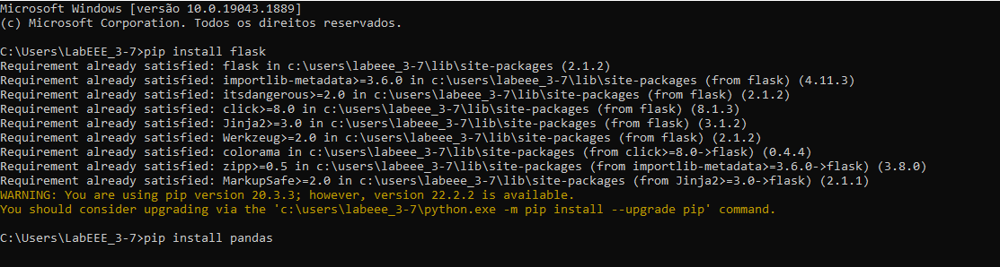 Microsoft Windows [versão 10.0.19043.1889]
(c) Microsoft Corporation. Todos os direitos reservados.
C:\Users\LabEEE_3-7>pip install flask
Requirement already satisfied: flask in c:\users\labeee_3-7\lib\site-packages (2.1.2)
Requirement already satisfied: importlib-metadata>=3.6.0 in c:\users\labeee_3-7\lib\site-packages (from flask) (4.11.3)
Requirement already satisfied: itsdangerous>=2.0 in c:\users\labeee_3-7\lib\site-packages (from flask) (2.1.2)
Requirement already satisfied: click>=8.0 in c:\users\labeee_3-7\lib\site-packages (from flask) (8.1.3)
Requirement already satisfied: Jinja2>=3.0 in c:\users\labeee_3-7\lib\site-packages (from flask) (3.1.2)
Requirement already satisfied: Werkzeug>=2.0 in c:\users\labeee_3-7\lib\site-packages (from flask) (2.1.2)
Requirement already satisfied: colorama in c:\users\labeee_3-7\lib\site-packages (from click>=8.0->flask) (0.4.4)
Requirement already satisfied: zipp>=0.5 in c:\users\labeee_3-7\lib\site-packages (from importlib-metadata>=3.6.0->flask) (3.8.0)
Requirement already satisfied: MarkupSafe>=2.0 in c:\users\labeee_3-7\lib\site-packages (from Jinja2>=3.0->flask) (2.1.1)
WARNING: You are using pip version 20.3.3; however, version 22.2.2 is available.
You should consider upgrading via the 'c:\users\labeee_3-7\python.exe -m pip install --upgrade pip' command.
C:\Users\LabEEE_3-7>pip install pandas